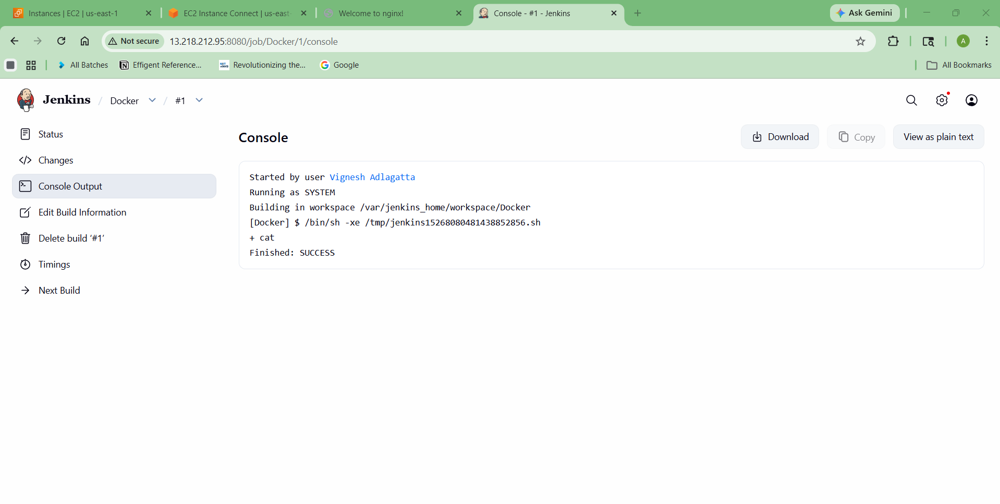 Instances | EC2 | us-east-1
EC2 Instance Connect | us-east-
Welcome to nginx!
Console - #1 - Jenkins
Ask Gemini
Not secure
13.218.212.95:8080/job/Docker/1/console
A
All Batches
Effigent Reference...
Revolutionizing the...
Google
All Bookmarks
Jenkins / Docker / #1
Status
Changes
Console Output
Edit Build Information
Delete build ‘#1’
Timings
Next Build
Console
Download
Copy
View as plain text
Started by user Vignesh Adlagatta
Running as SYSTEM
Building in workspace /var/jenkins_home/workspace/Docker
[Docker] $ /bin/sh -xe /tmp/jenkins15268080481438852856.sh
+ cat
Finished: SUCCESS